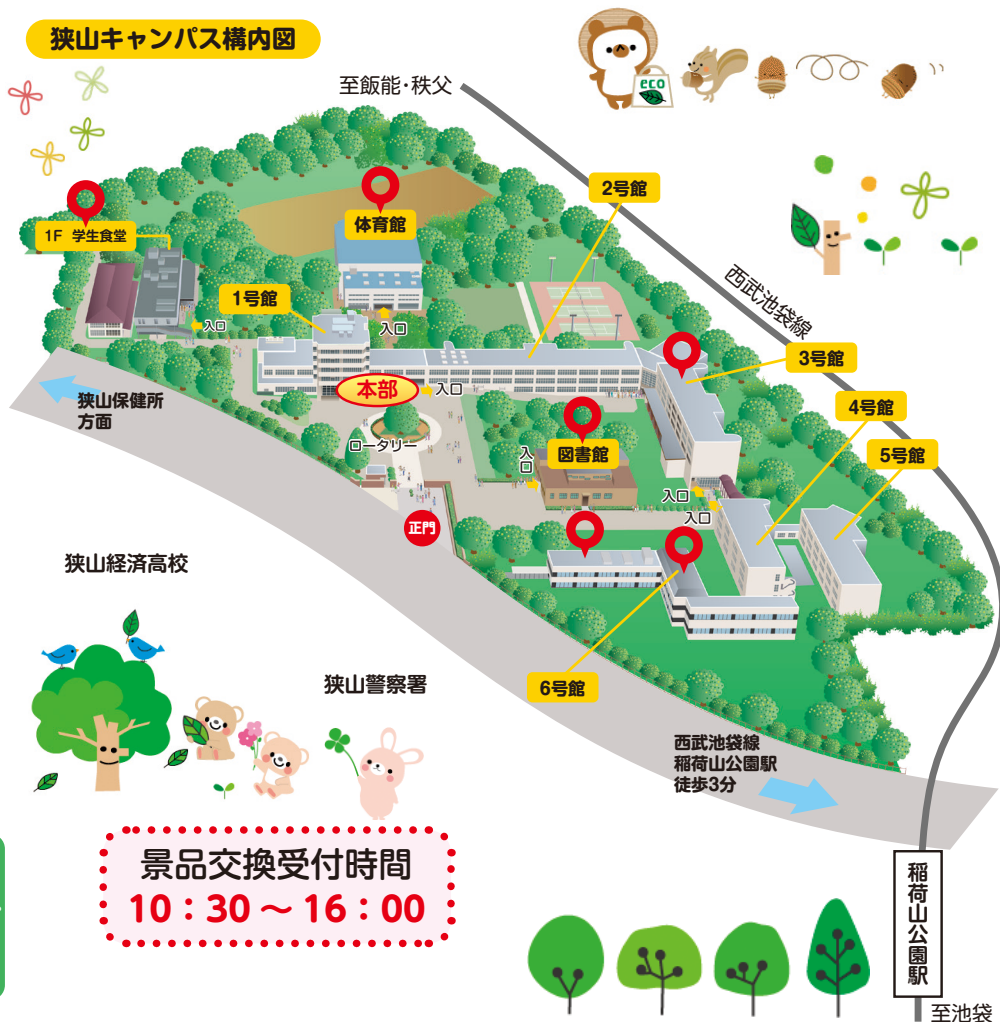 狭山キャンパス構内図
eco
至飯能・秩父
2号館
体育館
1F 学生食堂
西武池袋線
1号館
入口
入口
3号館
本部
入口
狭山保健所
方面
4号館
ロータリー
図書館
5号館
入口
入口
入口
正門
狭山経済高校
狭山警察署
6号館
西武池袋線
稲荷山公園駅
徒歩3分
景品交換受付時間
10：30～16：00
稲荷山公園駅
至池袋